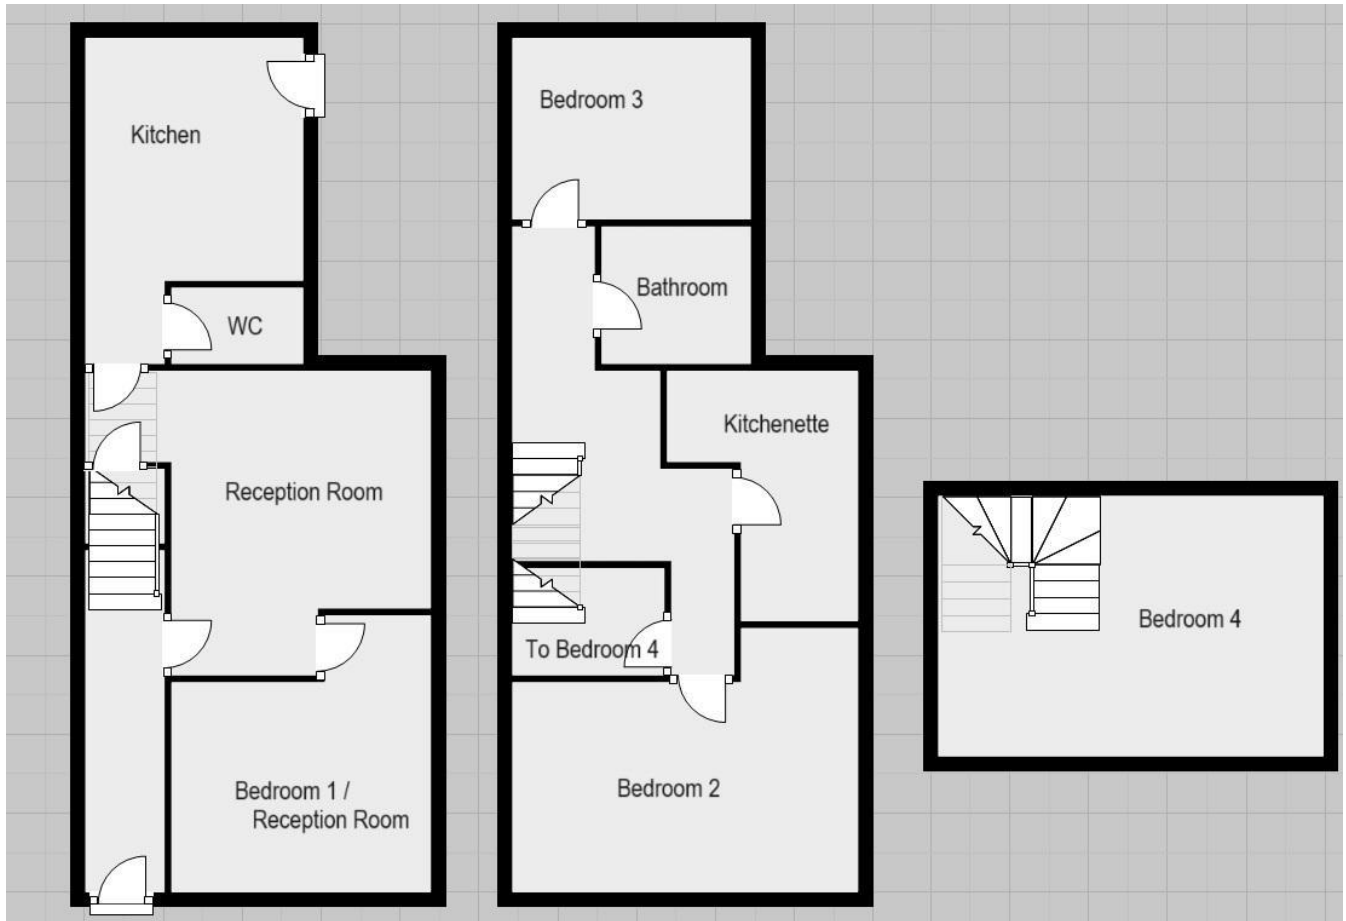 Kitchen
WC
Reception Room
Bedroom 1 /
Reception Room
Bedroom 3
Bathroom
Kitchenette
To Bedroom 4
Bedroom 2
Bedroom 4